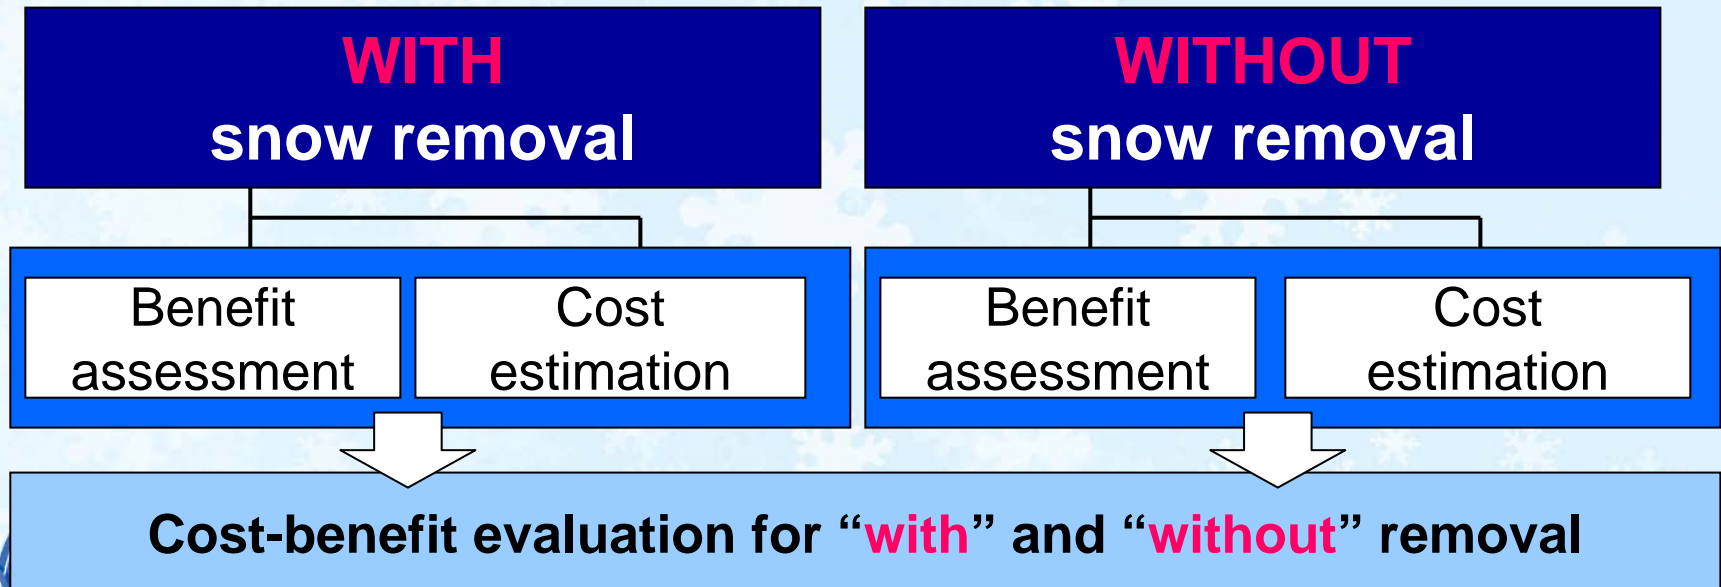 WITH
snow removal
WITHOUT
snow removal
Benefit
assessment
Cost
estimation
Benefit
assessment
Cost
estimation
Cost-benefit evaluation for “with” and “without” removal